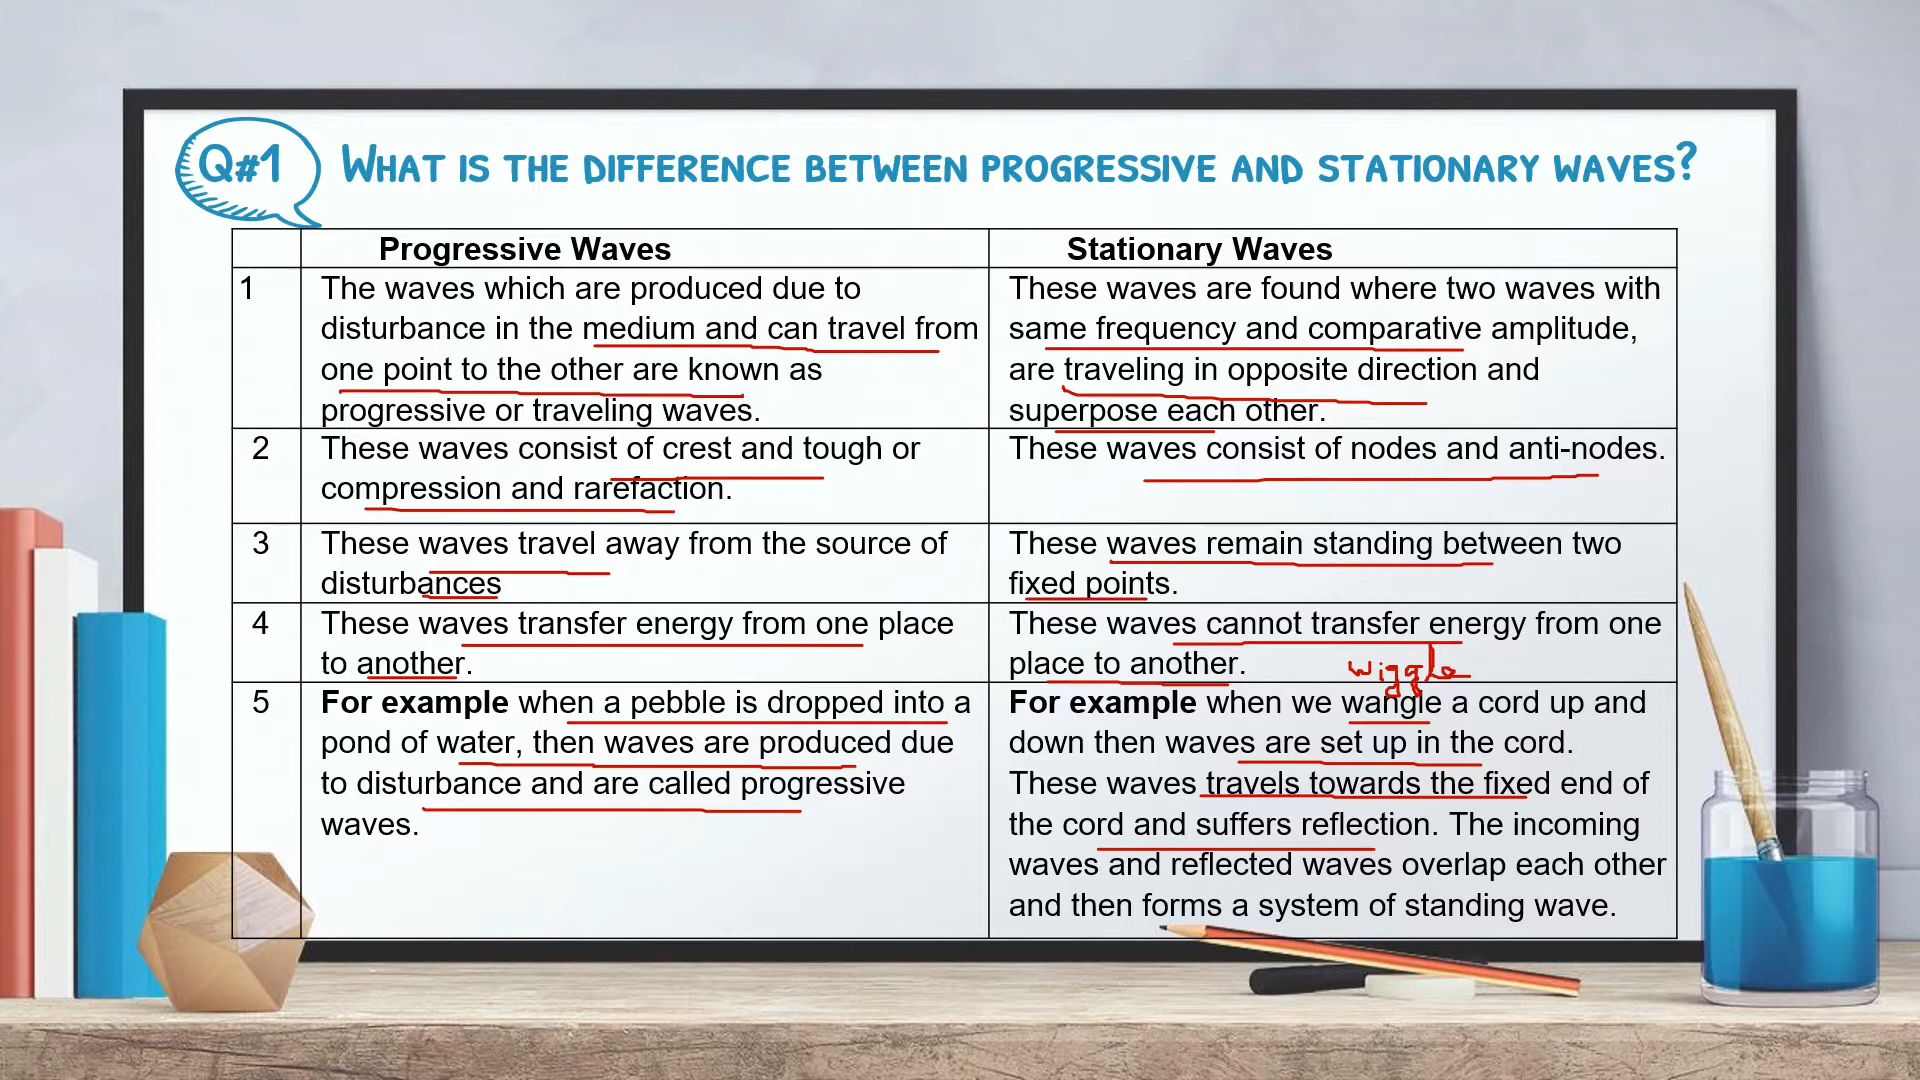 Q#1 WHAT IS THE DIFFERENCE BETWEEN PROGRESSIVE AND STATIONARY WAVES?
Progressive Waves
Stationary Waves
1
The waves which are produced due to
disturbance in the medium and can travel from
one point to the other are known as
progressive or traveling waves.
These waves are found where two waves with
same frequency and comparative amplitude,
are traveling in opposite direction and
superpose each other.
2
These waves consist of crest and tough or
compression and rarefaction.
These waves consist of nodes and anti-nodes.
3
These waves travel away from the source of
disturbances
These waves remain standing between two
fixed points.
4
These waves transfer energy from one place
to another.
These waves cannot transfer energy from one
place to another.
wiggle
5
For example when a pebble is dropped into a
pond of water, then waves are produced due
to disturbance and are called progressive
waves.
For example when we wangle a cord up and
down then waves are set up in the cord.
These waves travels towards the fixed end of
the cord and suffers reflection. The incoming
waves and reflected waves overlap each other
and then forms a system of standing wave.